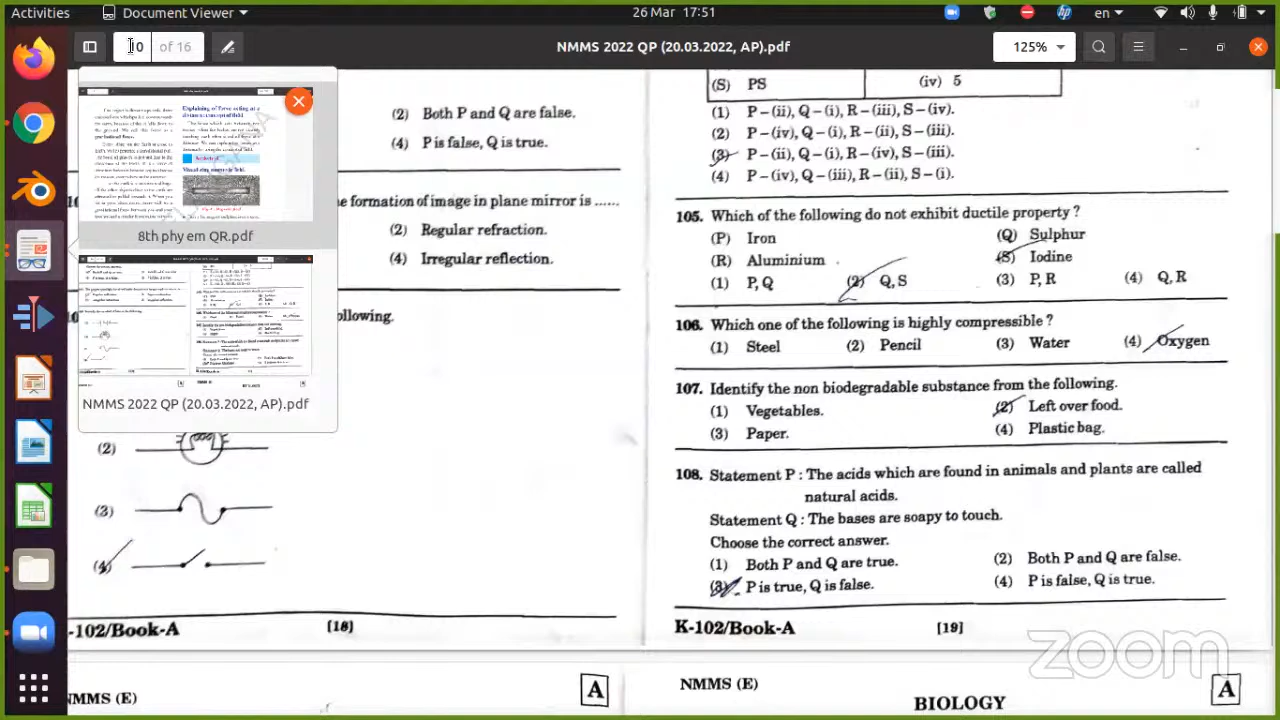 Activities
Document Viewer
26 Mar 17:51
en
10 of 16
NMMS 2022 QP (20.03.2022, AP).pdf
125%
Explaining of force acting at a
8th phy em QR.pdf
NMMS 2022 QP (20.03.2022, AP).pdf
(2) Both P and Q are false.
(4) P is false, Q is true.
e formation of image in plane mirror is ......
(2) Regular refraction.
(4) Irregular reflection.
llowing.
(2)
(3)
(4)
-102/Book-A
[18]
(S) PS (iv) 5
(1) P-(ii), Q-(i), R-(iii), S-(iv).
(2) P-(iv), Q-(i), R-(ii), S-(iii).
(3) P-(ii), Q-(i), R-(iv), S-(iii).
(4) P-(iv), Q-(iii), R-(ii), S-(i).
105. Which of the following do not exhibit ductile property ?
(P) Iron (Q) Sulphur
(R) Aluminium (S) Iodine
(1) P, Q (2) Q, S (3) P, R (4) Q, R
106. Which one of the following is highly compressible ?
(1) Steel (2) Pencil (3) Water (4) Oxygen
107. Identify the non biodegradable substance from the following.
(1) Vegetables. (2) Left over food.
(3) Paper. (4) Plastic bag.
108. Statement P : The acids which are found in animals and plants are called
natural acids.
Statement Q : The bases are soapy to touch.
Choose the correct answer.
(1) Both P and Q are true. (2) Both P and Q are false.
(3) P is true, Q is false. (4) P is false, Q is true.
K-102/Book-A
[19]
zoom
NMMS (E)
A
NMMS (E)
A
BIOLOGY